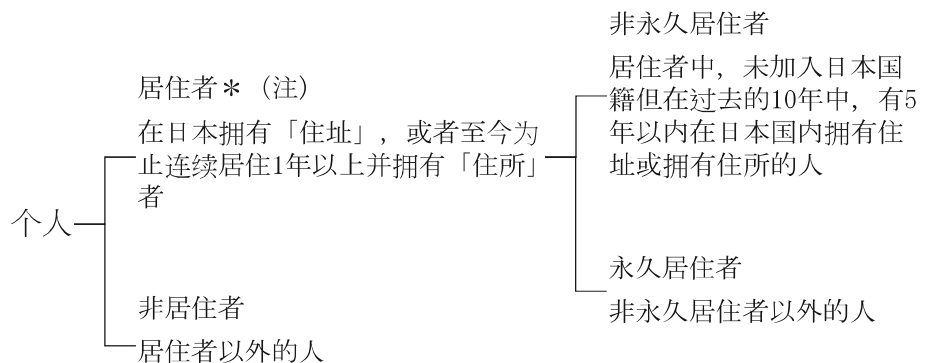 个人
居住者＊（注）
在日本拥有「住址」，或者至今为
止连续居住1年以上并拥有「住所」
者
非居住者
居住者以外的人
非永久居住者
居住者中，未加入日本国
籍但在过去的10年中，有5
年以内在日本国内拥有住
址或拥有住所的人
永久居住者
非永久居住者以外的人